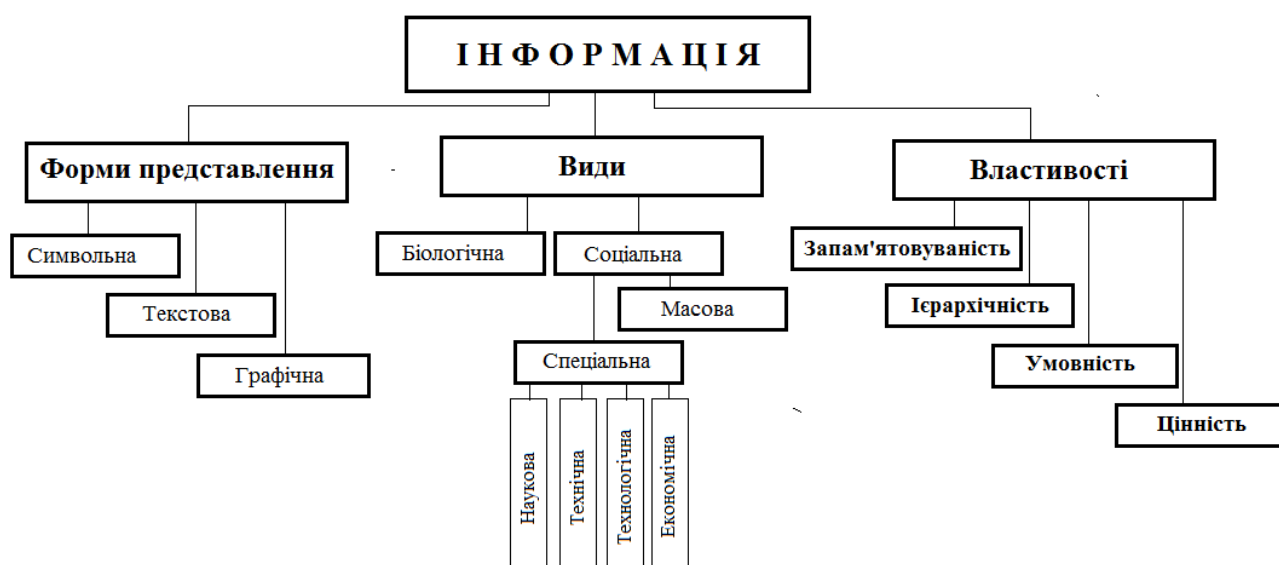 І Н Ф О Р М А Ц І Я
Форми представлення
Види
Властивості
Символьна
Текстова
Графічна
Біологічна
Соціальна
Масова
Спеціальна
Наукова
Технічна
Технологічна
Економічна
Запам'ятовуваність
Ієрархічність
Умовність
Цінність